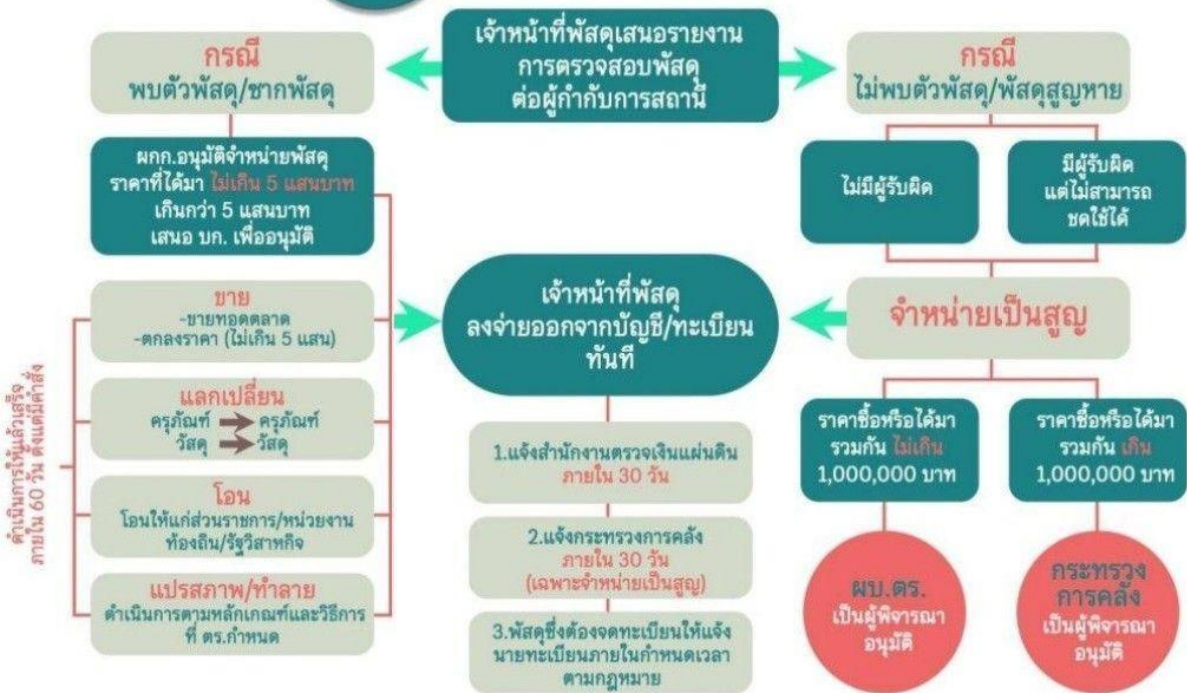 เจ้าหน้าที่พัสดุเสนอรายงาน
การตรวจสอบพัสดุ
ต่อผู้กำกับการสถานี
กรณี
พบตัวพัสดุ/ซากพัสดุ
ผกก.อนุมัติจำหน่ายพัสดุ
ราคาที่ได้มา ไม่เกิน 5 แสนบาท
เกินกว่า 5 แสนบาท
เสนอ บก. เพื่ออนุมัติ
ดำเนินการให้แล้วเสร็จ
ภายใน 60 วัน ตั้งแต่มีคำสั่ง
ขาย
-ขายทอดตลาด
-ตกลงราคา (ไม่เกิน 5 แสน)
แลกเปลี่ยน
ครุภัณฑ์ ครุภัณฑ์
วัสดุ วัสดุ
โอน
โอนให้แก่ส่วนราชการ/หน่วยงาน
ท้องถิ่น/รัฐวิสาหกิจ
แปรสภาพ/ทำลาย
ดำเนินการตามหลักเกณฑ์และวิธีการ
ที่ ตร.กำหนด
กรณี
ไม่พบตัวพัสดุ/พัสดุสูญหาย
ไม่มีผู้รับผิด
มีผู้รับผิด
แต่ไม่สามารถ
ชดใช้ได้
จำหน่ายเป็นสูญ
ราคาซื้อหรือได้มา
รวมกัน ไม่เกิน
1,000,000 บาท
ราคาซื้อหรือได้มา
รวมกัน เกิน
1,000,000 บาท
ผบ.ตร.
เป็นผู้พิจารณา
อนุมัติ
กระทรวง
การคลัง
เป็นผู้พิจารณา
อนุมัติ
เจ้าหน้าที่พัสดุ
ลงจ่ายออกจากบัญชี/ทะเบียน
ทันที
1.แจ้งสำนักงานตรวจเงินแผ่นดิน
ภายใน 30 วัน
2.แจ้งกระทรวงการคลัง
ภายใน 30 วัน
(เฉพาะจำหน่ายเป็นสูญ)
3.พัสดุซึ่งต้องจดทะเบียนให้แจ้ง
นายทะเบียนภายในกำหนดเวลา
ตามกฎหมาย